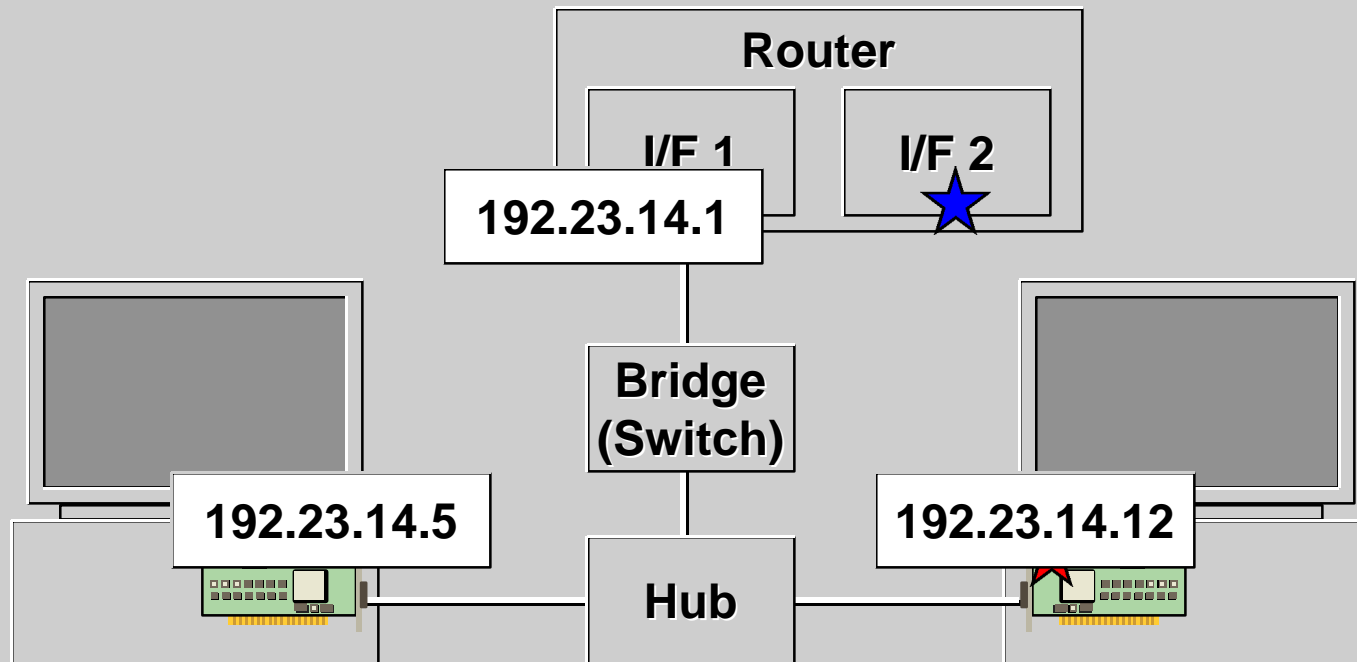 Router
I/F 1
I/F 2
192.23.14.1
Bridge
(Switch)
192.23.14.5
192.23.14.12
Hub